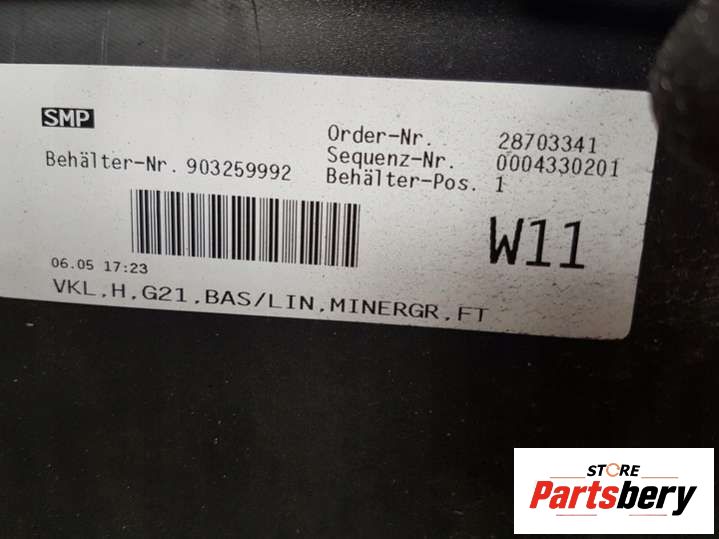 SMP
Order-Nr. 28703341
Behälter-Nr. 903259992 Sequenz-Nr. 0004330201
Behälter-Pos. 1
W11
06.05 17:23
VKL,H,G21,BAS/LIN,MINERGR,FT
STORE
Partsbery